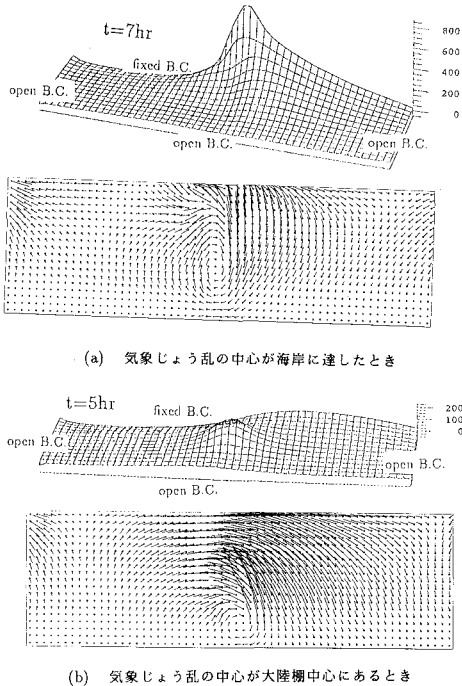 t=7hr
fixed B.C.
open B.C.
open B.C.
open B.C.
800
600
400
200
0
(a) 気象じょう乱の中心が海岸に達したとき
t=5hr
fixed B.C.
open B.C.
open B.C.
open B.C.
200
100
0
(b) 気象じょう乱の中心が大陸棚中心にあるとき